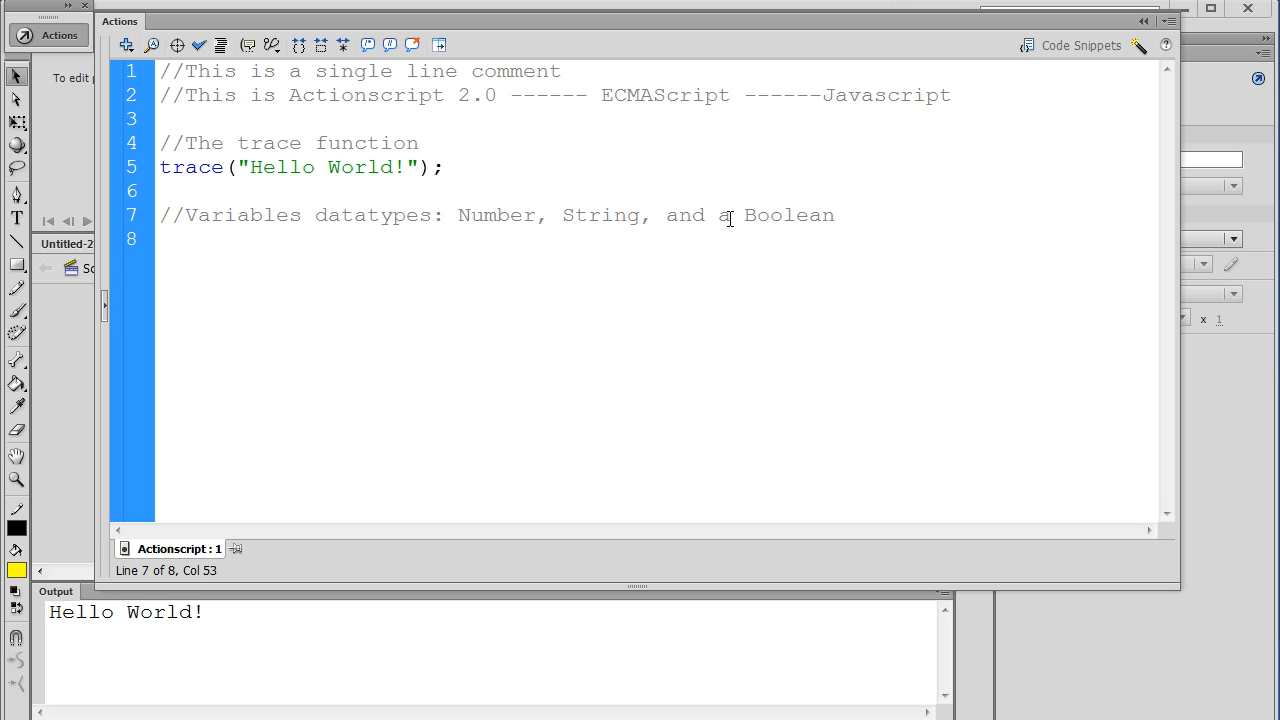 Actions
Actions
Code Snippets
To edit p
1 //This is a single line comment
2 //This is Actionscript 2.0 ------ ECMAScript ------Javascript
3
4 //The trace function
5 trace("Hello World!");
6
7 //Variables datatypes: Number, String, and a Boolean
8
Untitled-2
Sc
x 1
Actionscript : 1
Line 7 of 8, Col 53
Output
Hello World!